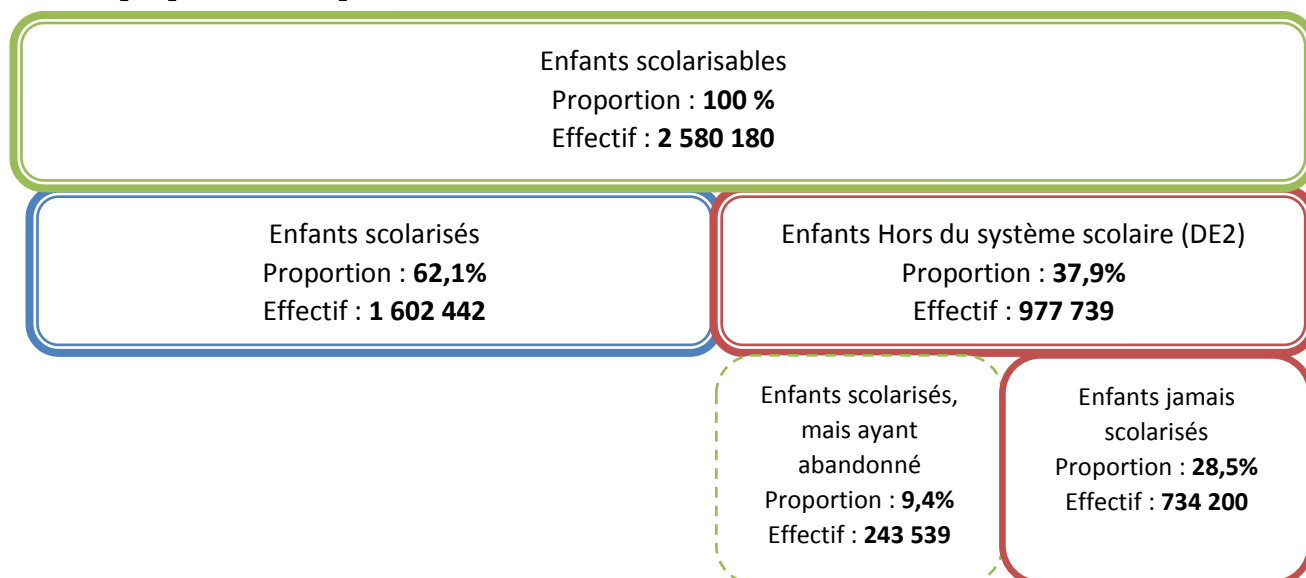 Enfants scolarisables
Proportion : 100 %
Effectif : 2 580 180
Enfants scolarisés
Proportion : 62,1%
Effectif : 1 602 442
Enfants Hors du système scolaire (DE2)
Proportion : 37,9%
Effectif : 977 739
Enfants scolarisés,
mais ayant
abandonné
Proportion : 9,4%
Effectif : 243 539
Enfants jamais
scolarisés
Proportion : 28,5%
Effectif : 734 200